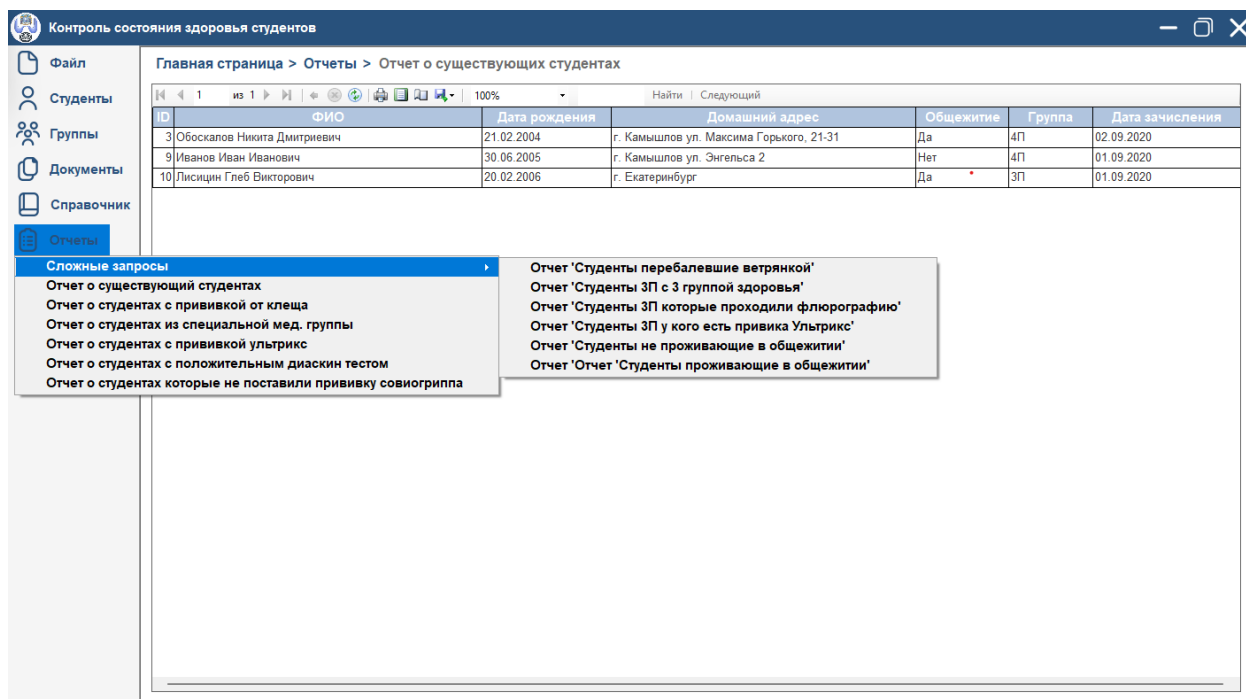 Контроль состояния здоровья студентов
Файл
Студенты
Группы
Документы
Справочник
Отчеты
Главная страница > Отчеты > Отчет о существующих студентах
1 из 1 100% Найти | Следующий
ID ФИО Дата рождения Домашний адрес Общежитие Группа Дата зачисления
3 Обоскалов Никита Дмитриевич 21.02.2004 г. Камышлов ул. Максима Горького, 21-31 Да 4П 02.09.2020
9 Иванов Иван Иванович 30.06.2005 г. Камышлов ул. Энгельса 2 Нет 4П 01.09.2020
10 Лисицин Глеб Викторович 20.02.2006 г. Екатеринбург Да 3П 01.09.2020
Сложные запросы
Отчет о существующий студентах
Отчет о студентах с прививкой от клеща
Отчет о студентах из специальной мед. группы
Отчет о студентах с прививкой ультрикс
Отчет о студентах с положительным диаскин тестом
Отчет о студентах которые не поставили прививку совиогриппа
Отчет 'Студенты перебалевшие ветрянкой'
Отчет 'Студенты 3П с 3 группой здоровья'
Отчет 'Студенты 3П которые проходили флюрографию'
Отчет 'Студенты 3П у кого есть привика Ультрикс'
Отчет 'Студенты не проживающие в общежитии'
Отчет 'Отчет 'Студенты проживающие в общежитии'